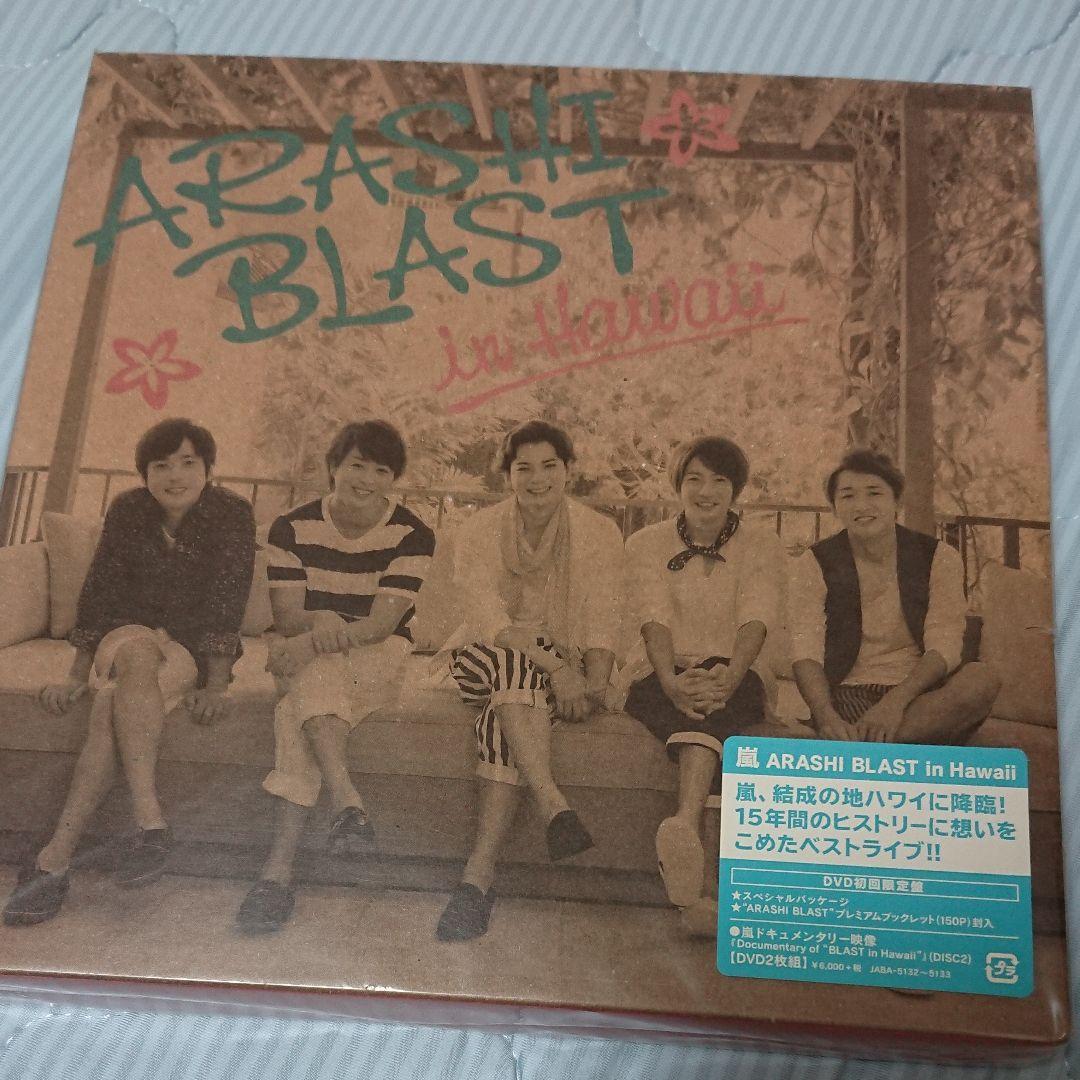 ARASHI
BLAST
in Hawaii
嵐 ARASHI BLAST in Hawaii
嵐、結成の地ハワイに降臨!
15年間のヒストリーに想いを
こめたベストライブ!!
DVD初回限定盤
★スペシャルパッケージ
★"ARASHI BLAST"プレミアムブックレット(150P)封入
●嵐ドキュメンタリー映像
『Documentary of "BLAST in Hawaii"』(DISC2)
【DVD2枚組】 ¥6,000+税 JABA-5132〜5133
プラ